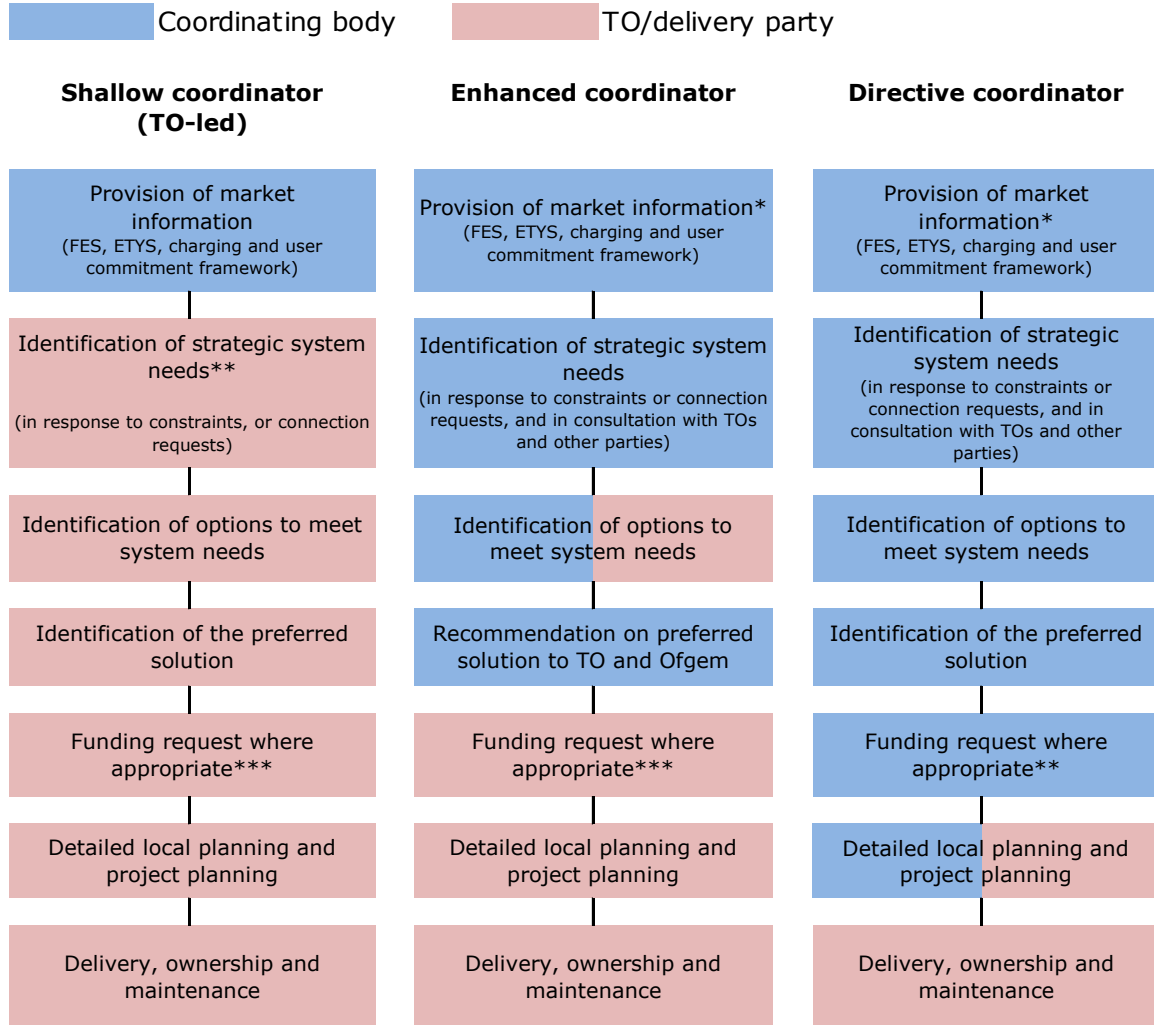 Coordinating body
TO/delivery party
Shallow coordinator
(TO-led)
Enhanced coordinator
Directive coordinator
Provision of market
information
(FES, ETYS, charging and user
commitment framework)
Identification of strategic system
needs**
(in response to constraints, or connection
requests)
Identification of options to meet
system needs
Identification of the preferred
solution
Funding request where
appropriate***
Detailed local planning and
project planning
Delivery, ownership and
maintenance
Provision of market information*
(FES, ETYS, charging and user
commitment framework)
Identification of strategic system
needs
(in response to constraints or connection
requests, and in consultation with TOs
and other parties)
Identification of options to
meet system needs
Recommendation on preferred
solution to TO and Ofgem
Funding request where
appropriate***
Detailed local planning and
project planning
Delivery, ownership and
maintenance
Provision of market
information*
(FES, ETYS, charging and user
commitment framework)
Identification of strategic
system needs
(in response to constraints or
connection requests, and in
consultation with TOs and other
parties)
Identification of options to
meet system needs
Identification of the preferred
solution
Funding request where
appropriate**
Detailed local planning and
project planning
Delivery, ownership and
maintenance